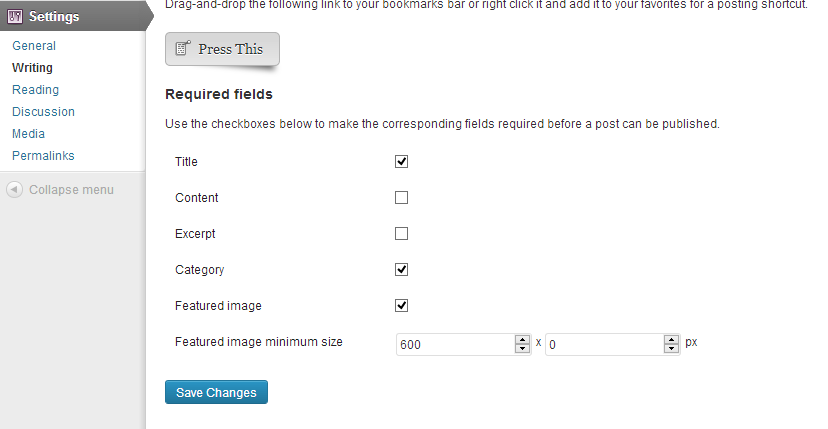 Settings
General
Writing
Reading
Discussion
Media
Permalinks
Collapse menu
Drag-and-drop the following link to your bookmarks bar or right click it and add it to your favorites for a posting shortcut.
Press This
Required fields
Use the checkboxes below to make the corresponding fields required before a post can be published.
Title
Content
Excerpt
Category
Featured image
Featured image minimum size 600 x 0 px
Save Changes